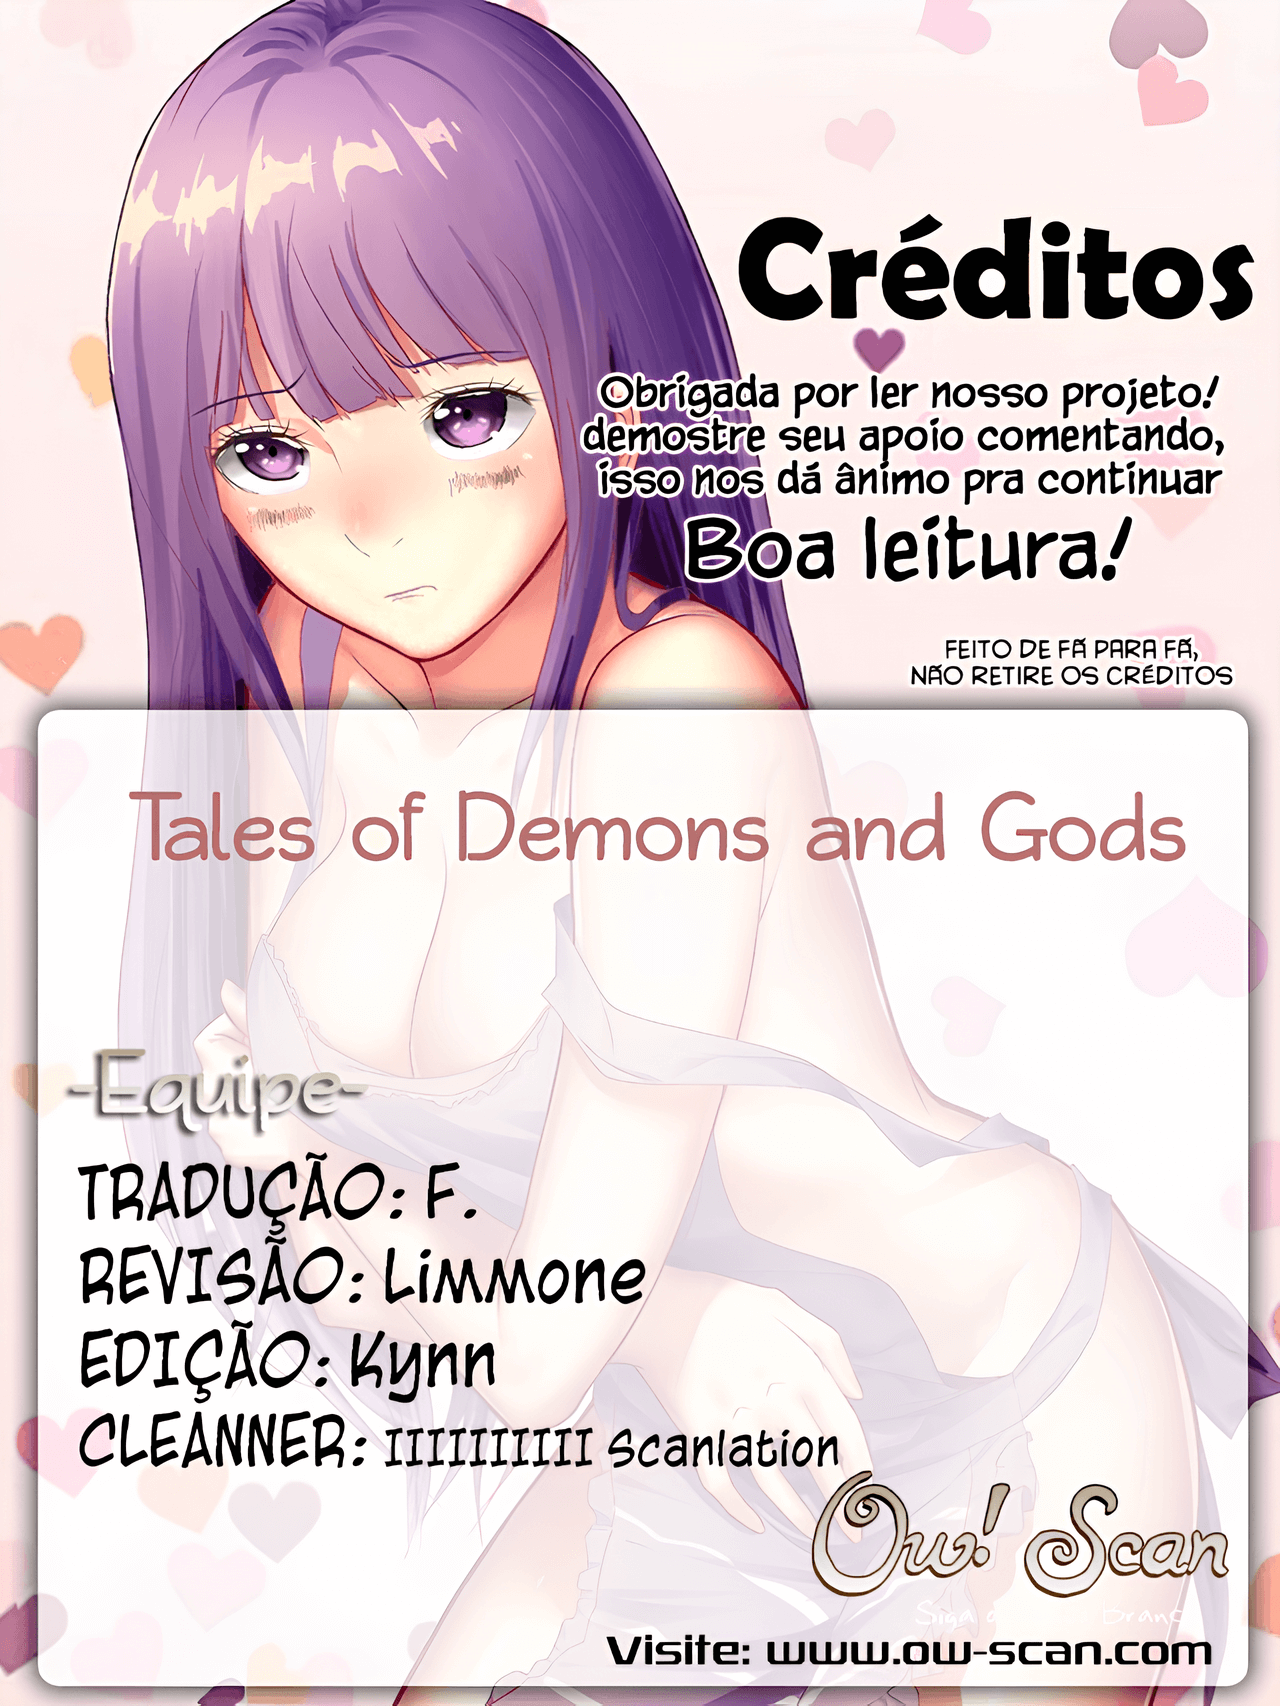 Créditos
Obrigada por ler nosso projeto!
demostre seu apoio comentando,
isso nos dá ânimo pra continuar
Boa leitura!
FEITO DE FÃ PARA FÃ,
NÃO RETIRE OS CRÉDITOS
Tales of Demons and Gods
-Equipe-
TRADUÇÃO: F.
REVISÃO: Limmone
EDIÇÃO: Kynn
CLEANNER: IIIIIIIIII Scanlation
Ow! Scan
Siga
Visite: www.ow-scan.com